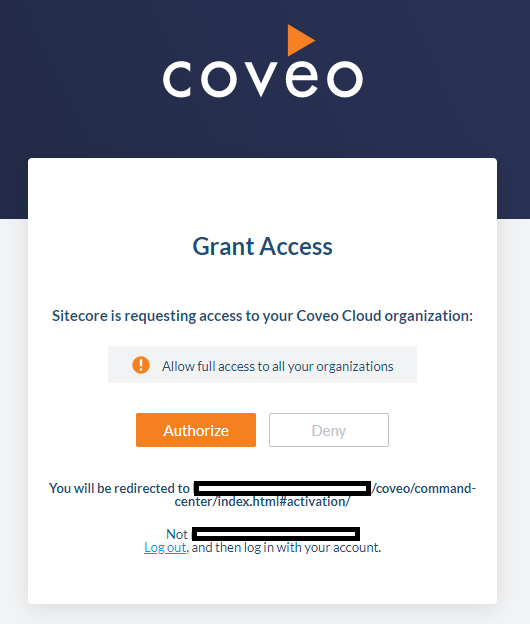 coveo
Grant Access
Sitecore is requesting access to your Coveo Cloud organization:
Allow full access to all your organizations
Authorize
Deny
You will be redirected to /coveo/command-
center/index.html#activation/
Not
Log out, and then log in with your account.